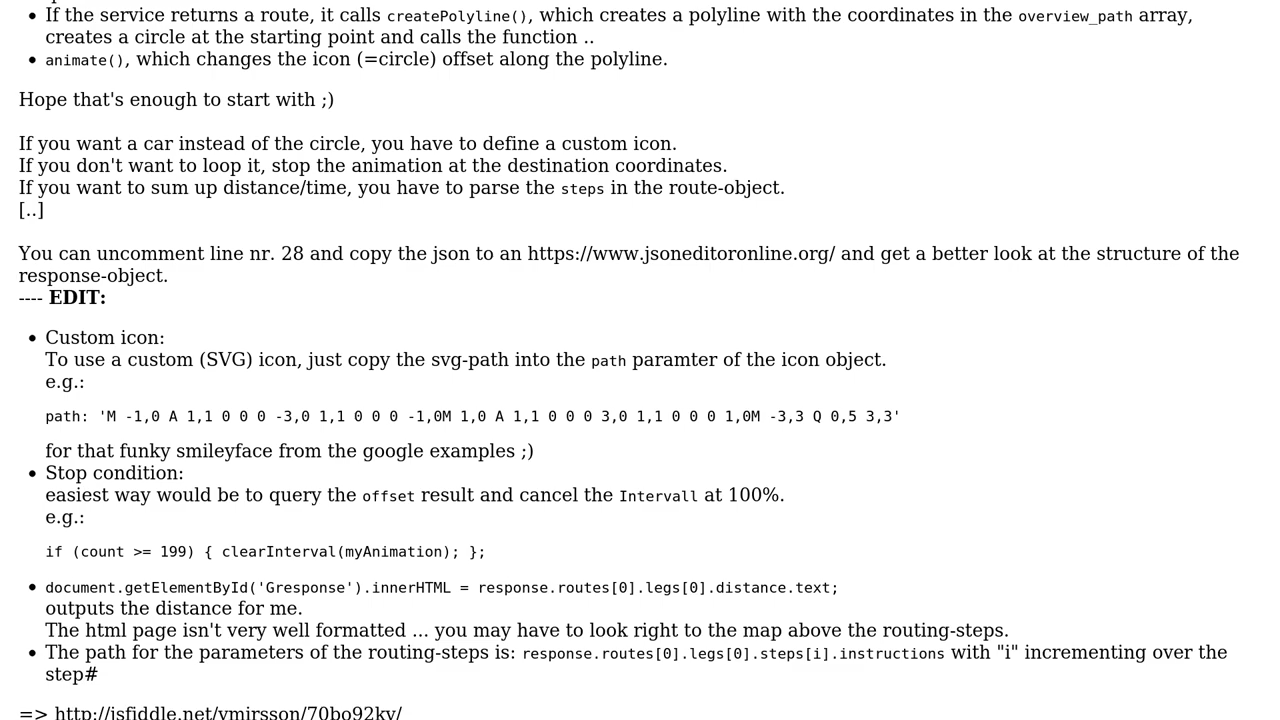 If the service returns a route, it calls createPolyline(), which creates a polyline with the coordinates in the overview_path array,
creates a circle at the starting point and calls the function ..
animate(), which changes the icon (=circle) offset along the polyline.
Hope that's enough to start with ;)
If you want a car instead of the circle, you have to define a custom icon.
If you don't want to loop it, stop the animation at the destination coordinates.
If you want to sum up distance/time, you have to parse the steps in the route-object.
[..]
You can uncomment line nr. 28 and copy the json to an https://www.jsoneditoronline.org/ and get a better look at the structure of the
response-object.
---- EDIT:
Custom icon:
To use a custom (SVG) icon, just copy the svg-path into the path paramter of the icon object.
e.g.:
path: 'M -1,0 A 1,1 0 0 0 -3,0 1,1 0 0 0 -1,0M 1,0 A 1,1 0 0 0 3,0 1,1 0 0 0 1,0M -3,3 Q 0,5 3,3'
for that funky smileyface from the google examples ;)
Stop condition:
easiest way would be to query the offset result and cancel the Intervall at 100%.
e.g.:
if (count >= 199) { clearInterval(myAnimation); };
document.getElementById('Gresponse').innerHTML = response.routes[0].legs[0].distance.text;
outputs the distance for me.
The html page isn't very well formatted ... you may have to look right to the map above the routing-steps.
The path for the parameters of the routing-steps is: response.routes[0].legs[0].steps[i].instructions with "i" incrementing over the
step#
=> http://jsfiddle.net/ymirsson/70bo92ky/